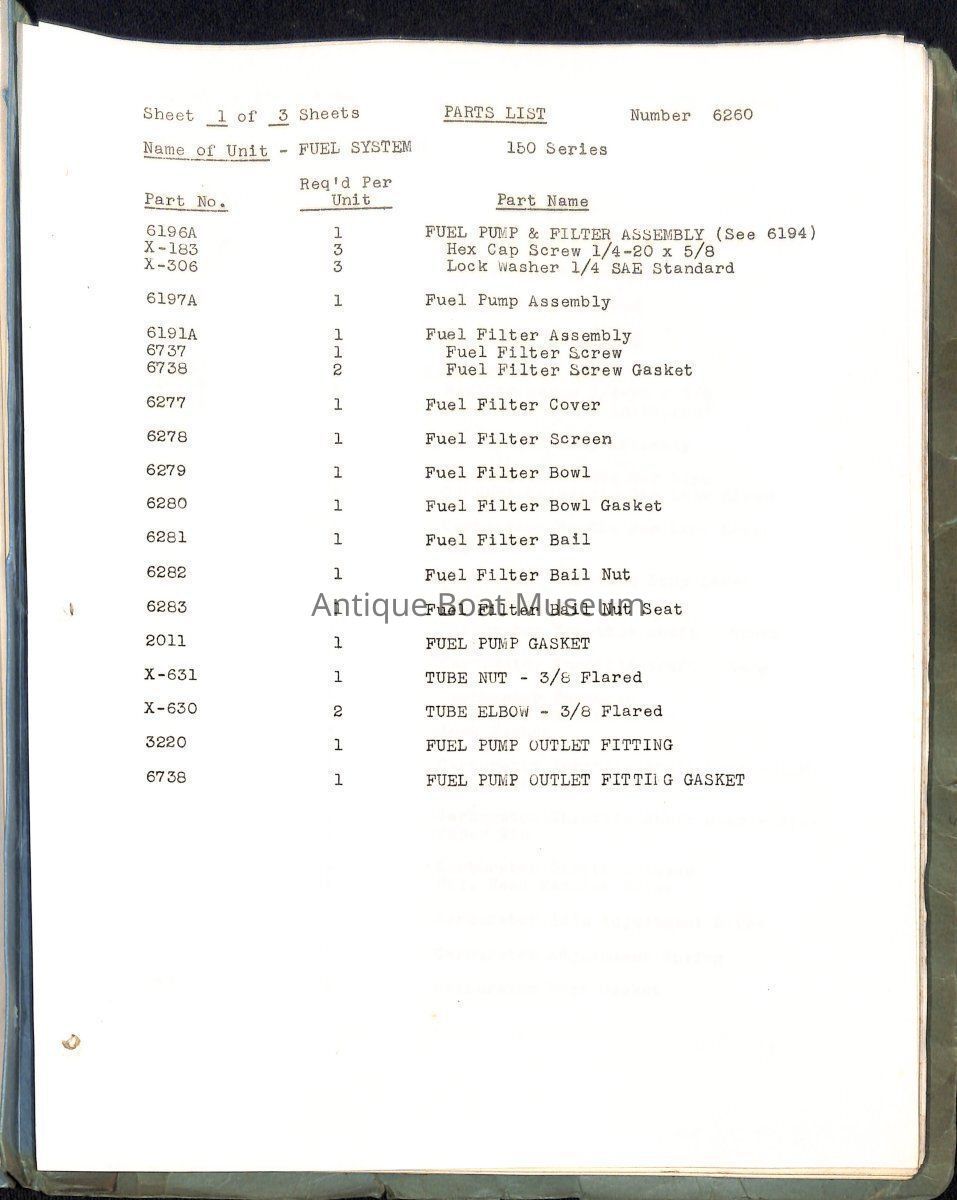 Sheet 1 of 3 Sheets PARTS LIST Number 6260
Name of Unit - FUEL SYSTEM 150 Series
Req'd Per
Part No. Unit Part Name
6196A 1 FUEL PUMP & FILTER ASSEMBLY (See 6194)
X-183 3 Hex Cap Screw 1/4-20 x 5/8
X-306 3 Lock Washer 1/4 SAE Standard
6197A 1 Fuel Pump Assembly
6191A 1 Fuel Filter Assembly
6737 1 Fuel Filter Screw
6738 2 Fuel Filter Screw Gasket
6277 1 Fuel Filter Cover
6278 1 Fuel Filter Screen
6279 1 Fuel Filter Bowl
6280 1 Fuel Filter Bowl Gasket
6281 1 Fuel Filter Bail
6282 1 Fuel Filter Bail Nut
6283 1 Fuel Filter Bail Nut Seat
Antique Boat Museum
2011 1 FUEL PUMP GASKET
X-631 1 TUBE NUT - 3/8 Flared
X-630 2 TUBE ELBOW - 3/8 Flared
3220 1 FUEL PUMP OUTLET FITTING
6738 1 FUEL PUMP OUTLET FITTING GASKET